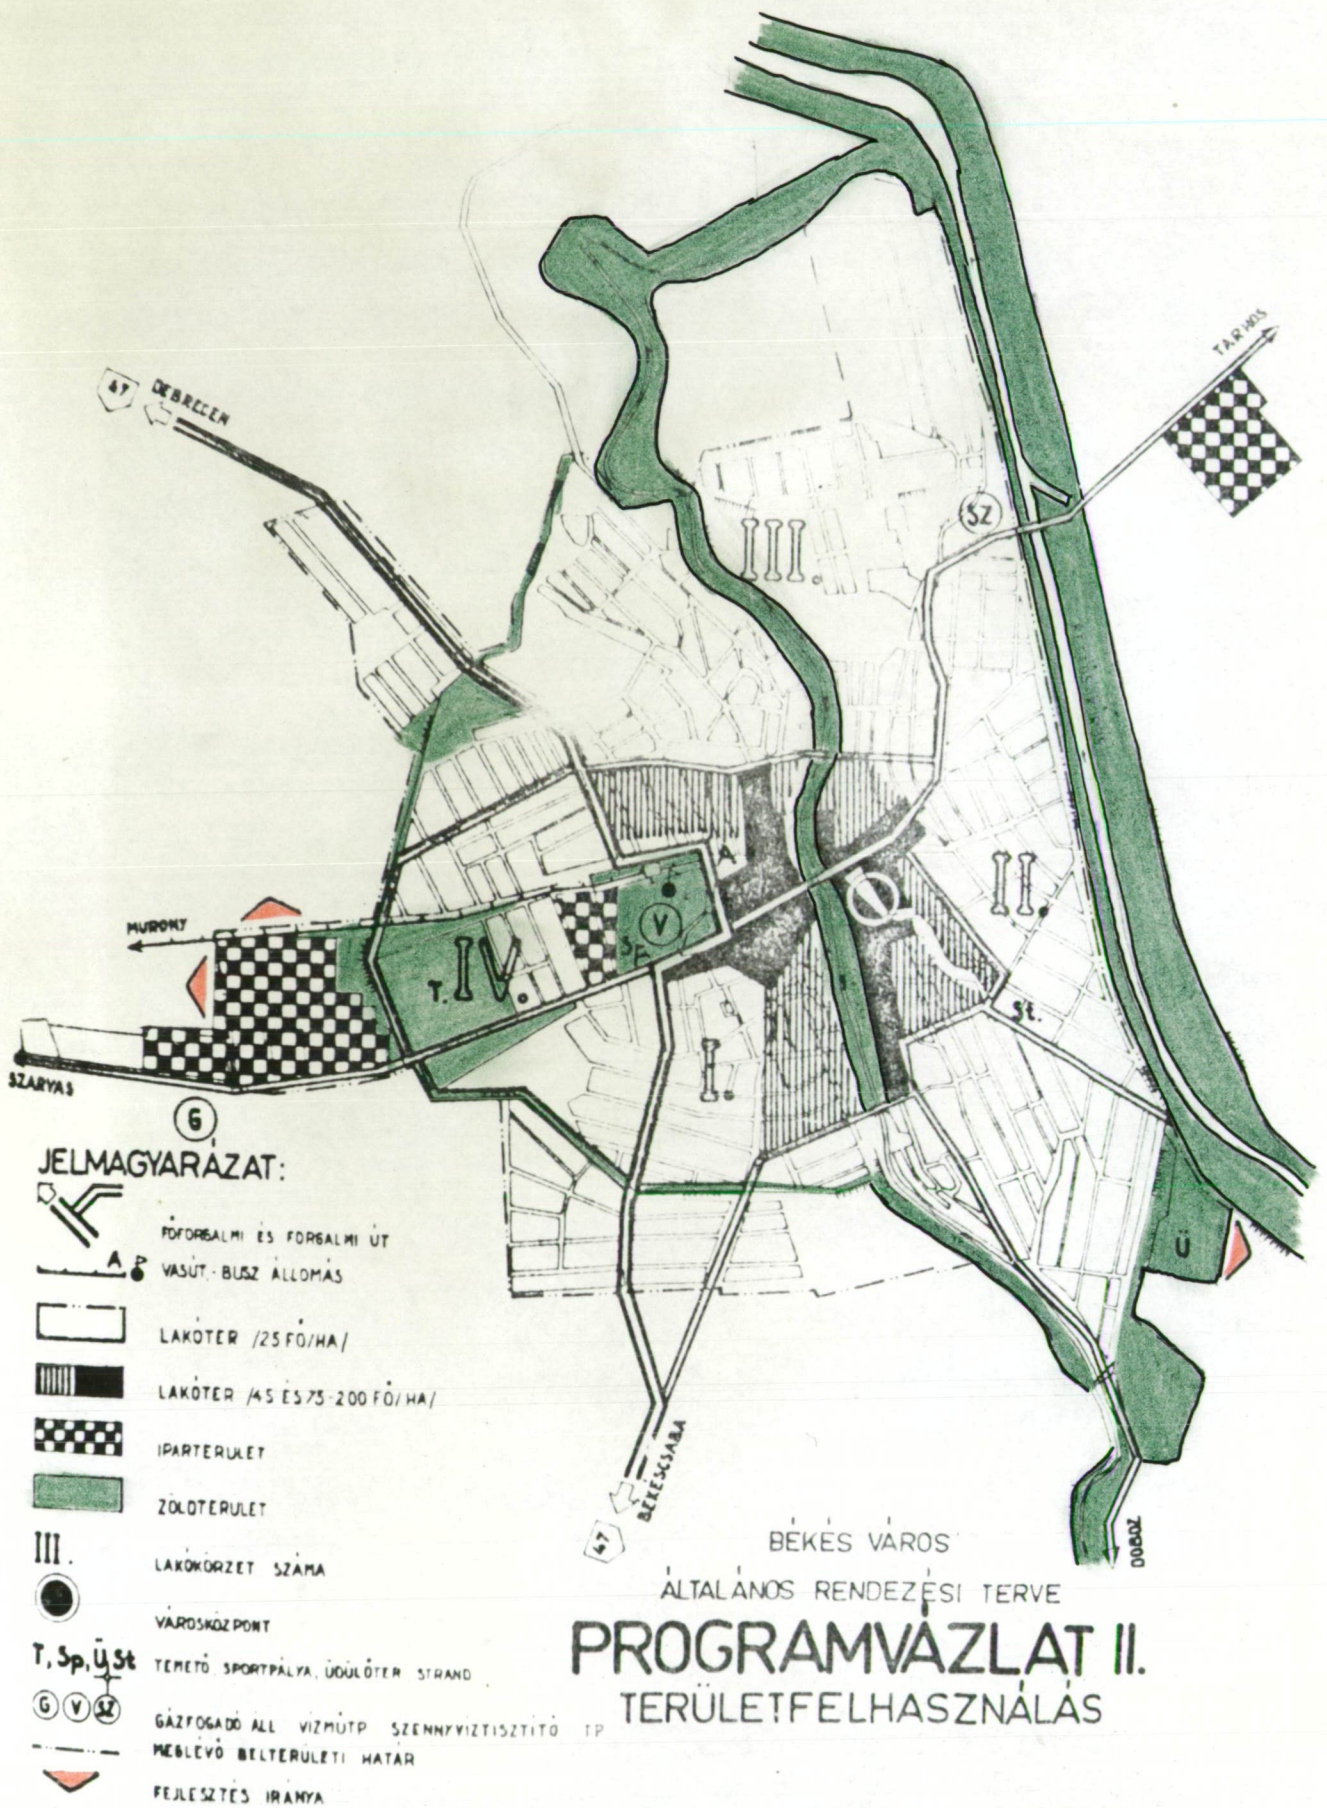 TARHOS
47 DEBRECEN
III.
SZ
A
II.
V
MURONY
T. IV.
St.
I.
SZARVAS
G
JELMAGYARÁZAT:
FŐFORGALMI ÉS FORGALMI ÚT
A VASÚT-BUSZ ÁLLOMÁS
Ü
LAKÓTER /25 FŐ/HA/
LAKÓTER /45 ÉS 75-200 FŐ/HA/
IPARTERÜLET
BÉKÉSCSABA
47
ZÖLDTERÜLET
DOBOZ
III. LAKÓKÖRZET SZÁMA
VÁROSKÖZPONT
T, Sp, Ü, St TEMETŐ, SPORTPÁLYA, ÜDÜLŐTER STRAND
G V SZ GÁZFOGADÓ ÁLL VIZMŰTP SZENNYVIZTISZTITÓ TP
MEGLÉVŐ BELTERÜLETI HATÁR
FEJLESZTÉS IRÁNYA
BÉKÉS VÁROS
ÁLTALÁNOS RENDEZÉSI TERVE
PROGRAMVÁZLAT II.
TERÜLETFELHASZNÁLÁS